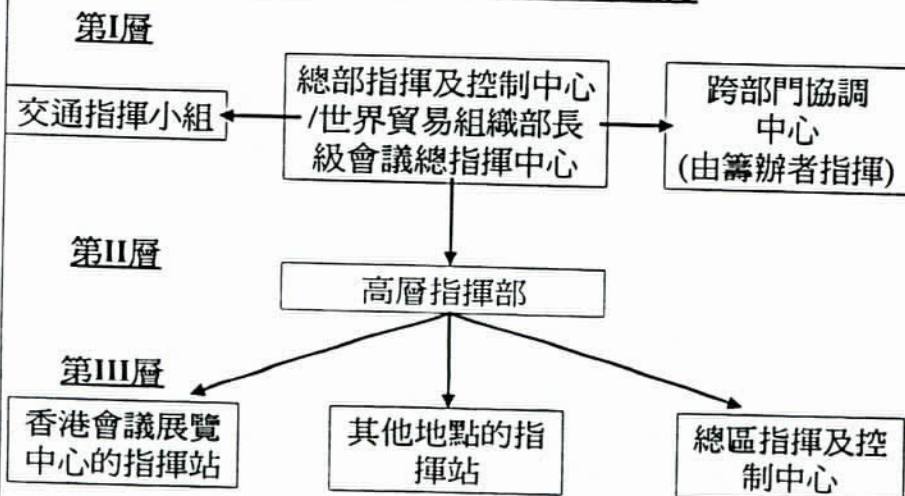 第I層
交通指揮小組
總部指揮及控制中心
/世界貿易組織部長
級會議總指揮中心
跨部門協調
中心
(由籌辦者指揮)
第II層
高層指揮部
第III層
香港會議展覽
中心的指揮站
其他地點的指
揮站
總區指揮及控
制中心